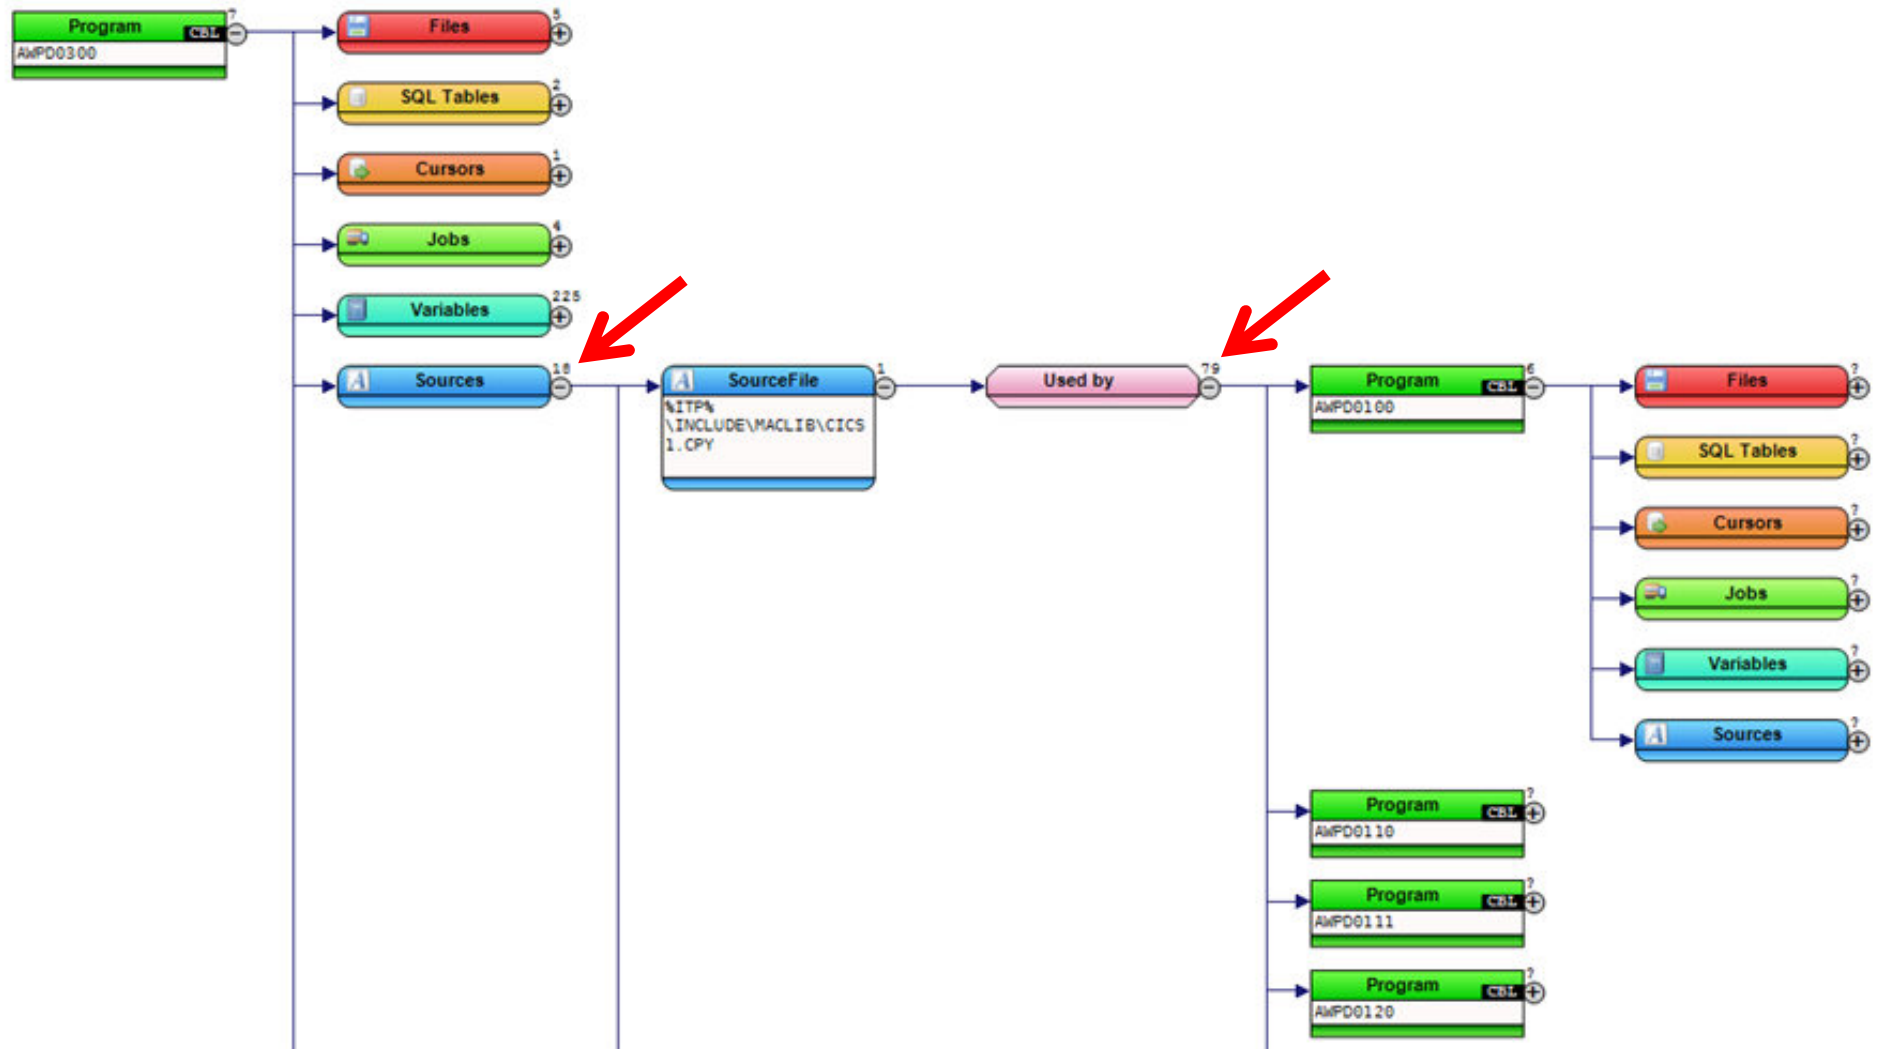 Program CBL 7
AWPD0300
Files 5
SQL Tables 2
Cursors 1
Jobs 4
Variables 225
Sources 18
SourceFile 1
%ITP%
\INCLUDE\MACLIB\CICS
1.CPY
Used by 79
Program CBL 6
AWPD0100
Files ?
SQL Tables ?
Cursors ?
Jobs ?
Variables ?
Sources ?
Program CBL ?
AWPD0110
Program CBL ?
AWPD0111
Program CBL ?
AWPD0120